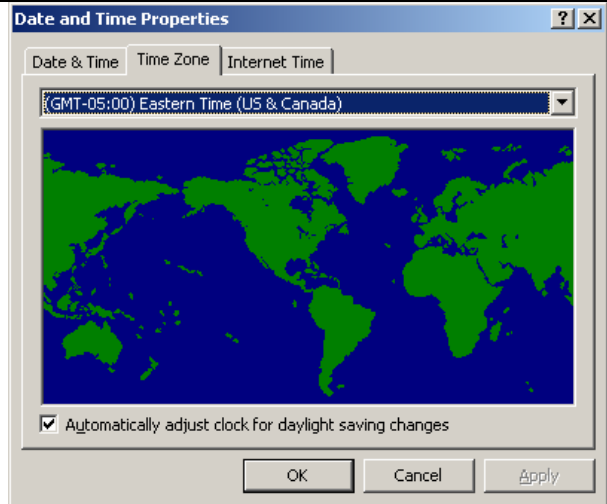 Date and Time Properties
Date & Time Time Zone Internet Time
(GMT-05:00) Eastern Time (US & Canada)
Automatically adjust clock for daylight saving changes
OK Cancel Apply